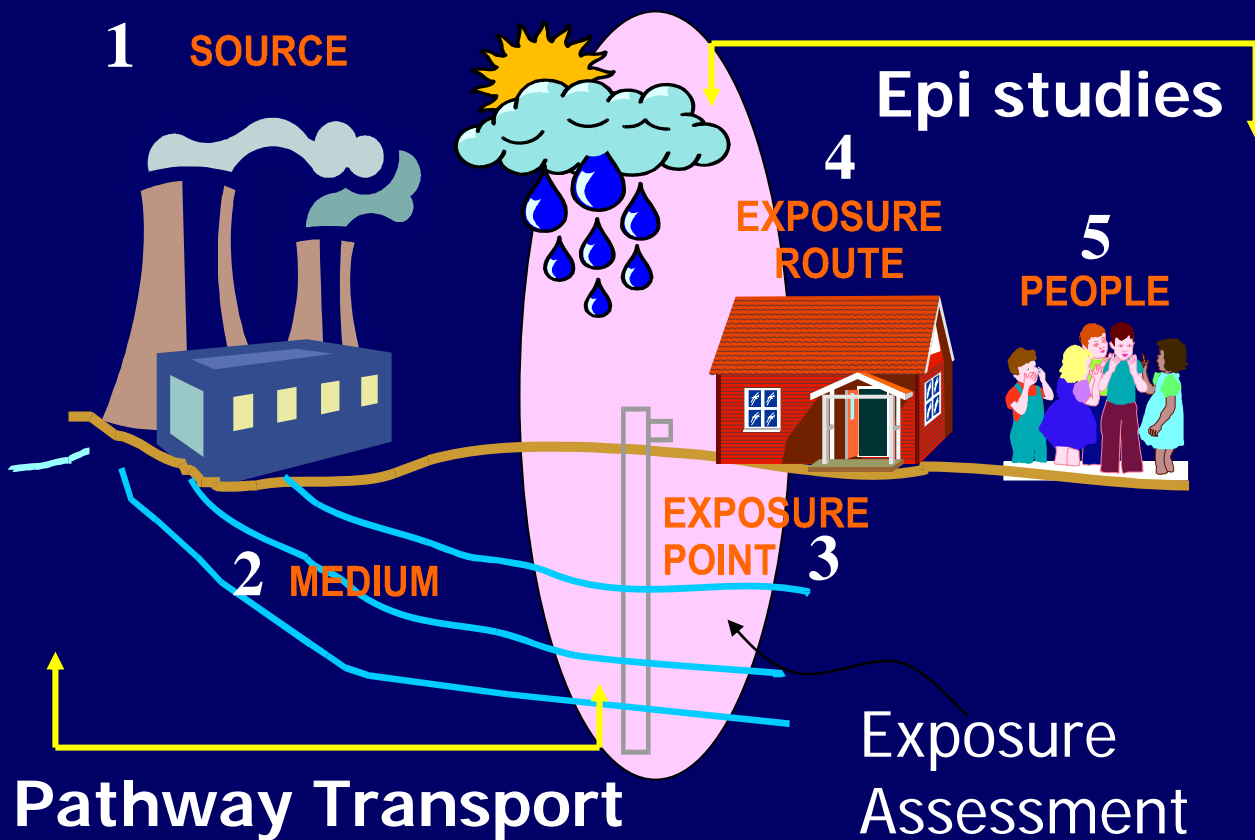 1 SOURCE
Epi studies
4
EXPOSURE
ROUTE
5
PEOPLE
EXPOSURE
POINT 3
2 MEDIUM
Exposure
Assessment
Pathway Transport